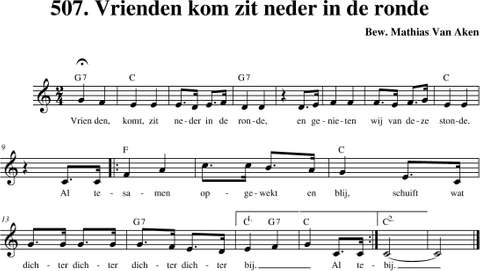 507. Vrienden kom zit neder in de ronde
Bew. Mathias Van Aken
G7 C G7 C
2 4
Vrien den, komt, zit ne-der in de ron-de, en ge-nie-ten wij van de-ze ston-de.
9 F C
Al te-sa-men op-gewekt en blij, schuift wat
13 G7 1. E G7 C C 2.
dich-ter dich-ter dich-ter dich-ter bij. Al te-bij.